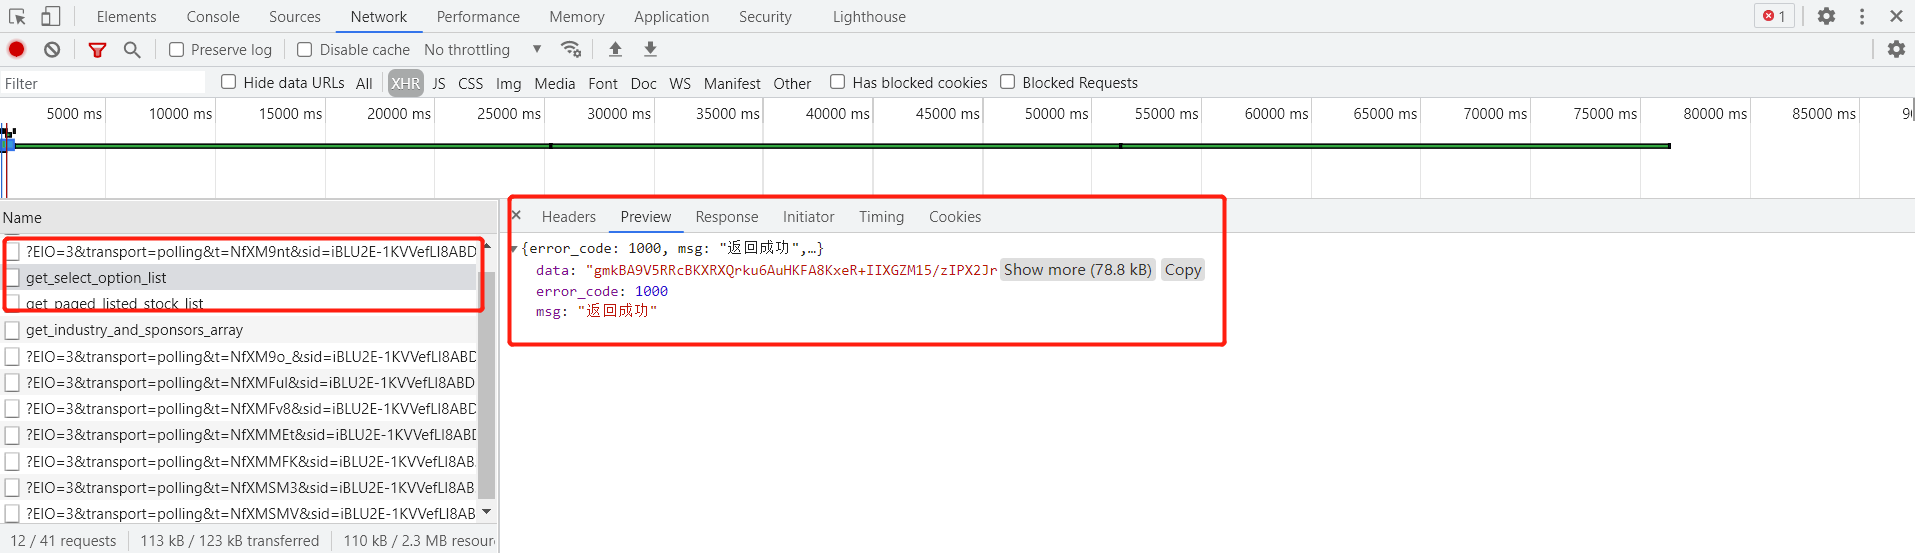 Elements Console Sources Network Performance Memory Application Security Lighthouse 1
Preserve log Disable cache No throttling
Filter Hide data URLs All XHR JS CSS Img Media Font Doc WS Manifest Other Has blocked cookies Blocked Requests
5000 ms 10000 ms 15000 ms 20000 ms 25000 ms 30000 ms 35000 ms 40000 ms 45000 ms 50000 ms 55000 ms 60000 ms 65000 ms 70000 ms 75000 ms 80000 ms 85000 ms 9
Name
?EIO=3&transport=polling&t=NfXM9nt&sid=iBLU2E-1KVVefLl8ABD
get_select_option_list
get_paged_listed_stock_list
get_industry_and_sponsors_array
?EIO=3&transport=polling&t=NfXM9o_&sid=iBLU2E-1KVVefLl8ABD
?EIO=3&transport=polling&t=NfXMFul&sid=iBLU2E-1KVVefLl8ABD
?EIO=3&transport=polling&t=NfXMFv8&sid=iBLU2E-1KVVefLl8ABD
?EIO=3&transport=polling&t=NfXMMEt&sid=iBLU2E-1KVVefLl8ABD
?EIO=3&transport=polling&t=NfXMMFK&sid=iBLU2E-1KVVefLl8AB
?EIO=3&transport=polling&t=NfXMSM3&sid=iBLU2E-1KVVefLl8AB
?EIO=3&transport=polling&t=NfXMSMV&sid=iBLU2E-1KVVefLl8AB
12 / 41 requests 113 kB / 123 kB transferred 110 kB / 2.3 MB resour
Headers Preview Response Initiator Timing Cookies
{error_code: 1000, msg: "返回成功",…}
data: "gmkBA9V5RRcBKXRXQrku6AuHKFA8KxeR+IIXGZM15/zIPX2Jr Show more (78.8 kB) Copy
error_code: 1000
msg: "返回成功"